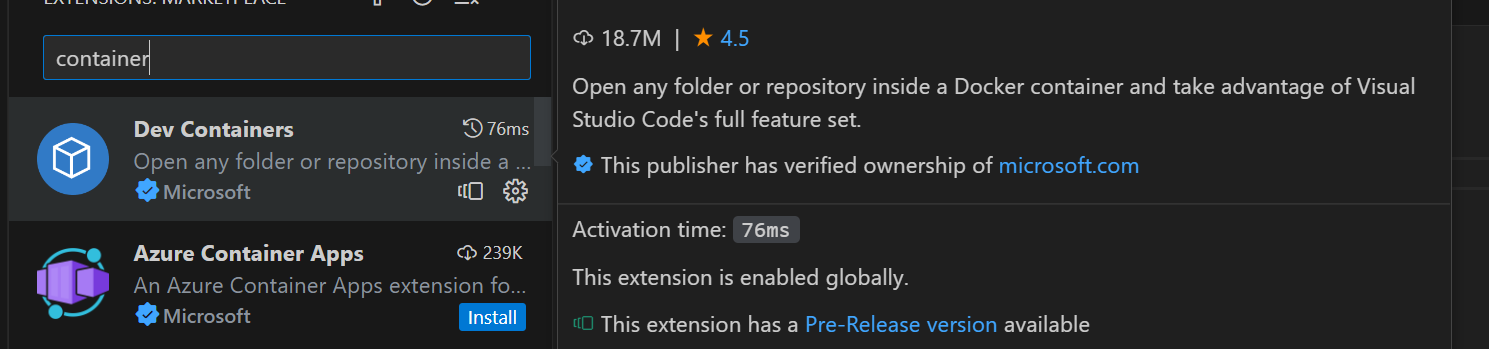 EXTENSIONS: MARKETPLACE
container
Dev Containers 76ms
Open any folder or repository inside a ...
Microsoft
Azure Container Apps 239K
An Azure Container Apps extension fo...
Microsoft Install
18.7M | 4.5
Open any folder or repository inside a Docker container and take advantage of Visual
Studio Code's full feature set.
This publisher has verified ownership of microsoft.com
Activation time: 76ms
This extension is enabled globally.
This extension has a Pre-Release version available